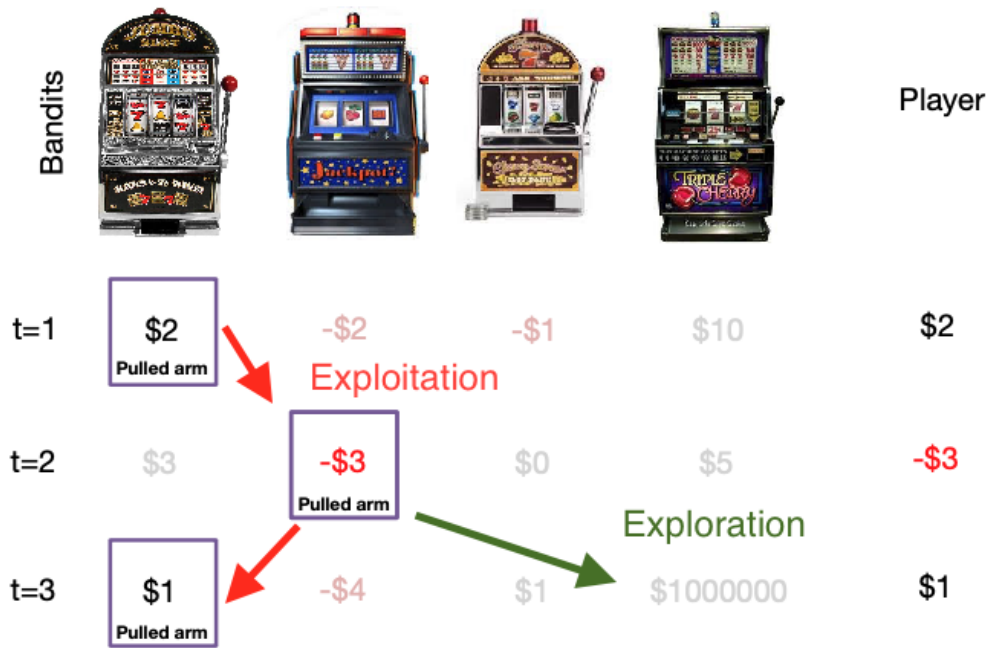 Bandits
Player
Jackpot?
TRIPLE
CHERRY
t=1
$2
Pulled arm
-$2
-$1
$10
$2
Exploitation
t=2
$3
-$3
Pulled arm
$0
$5
-$3
Exploration
t=3
$1
Pulled arm
-$4
$1
$1000000
$1